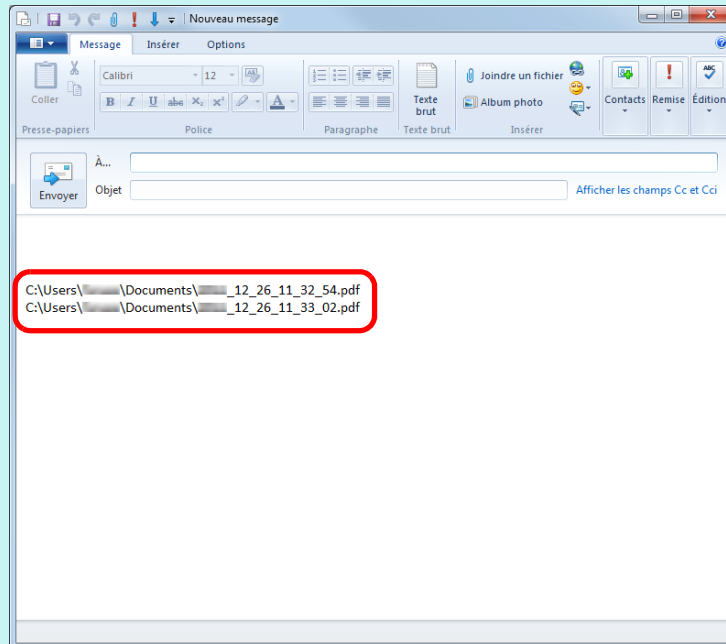 Nouveau message
Message Insérer Options
Coller
Calibri 12
Presse-papiers
Police
Paragraphe
Texte brut
Texte brut
Joindre un fichier
Album photo
Insérer
Contacts Remise Édition
ABC
À...
Envoyer
Objet
Afficher les champs Cc et Cci
C:\Users\ \Documents\ _12_26_11_32_54.pdf
C:\Users\ \Documents\ _12_26_11_33_02.pdf